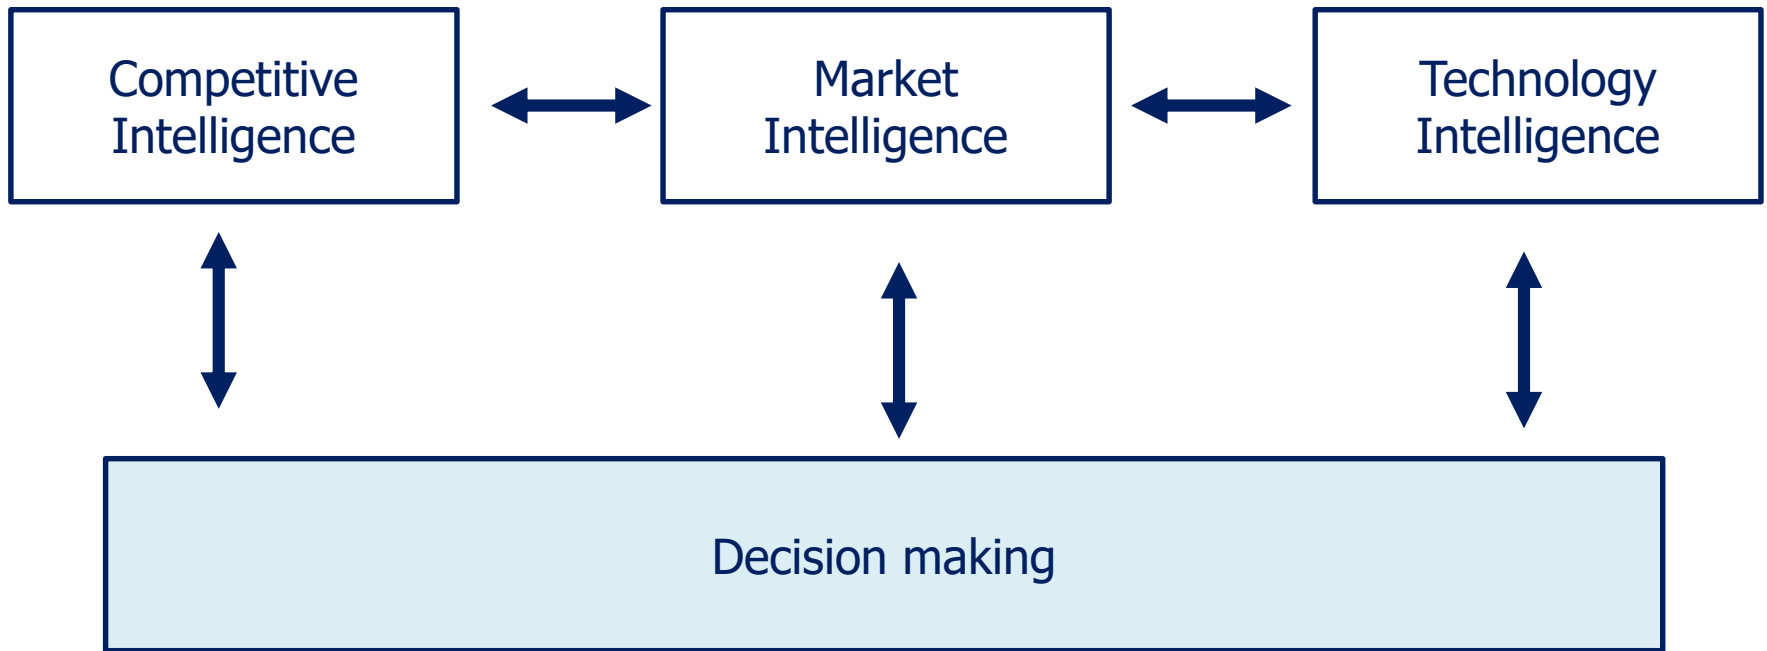 Competitive
Intelligence
Market
Intelligence
Technology
Intelligence
Decision making